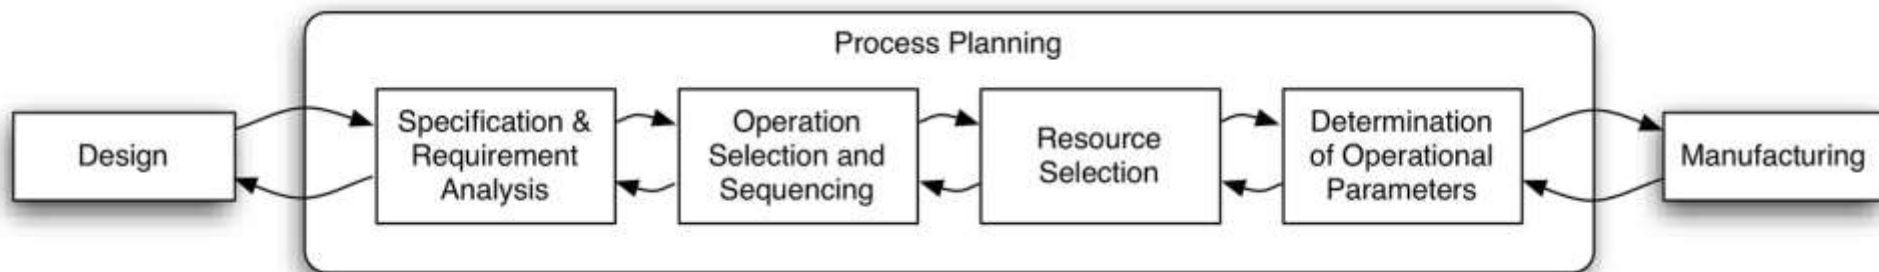 Process Planning
Design
Specification &
Requirement
Analysis
Operation
Selection and
Sequencing
Resource
Selection
Determination
of Operational
Parameters
Manufacturing